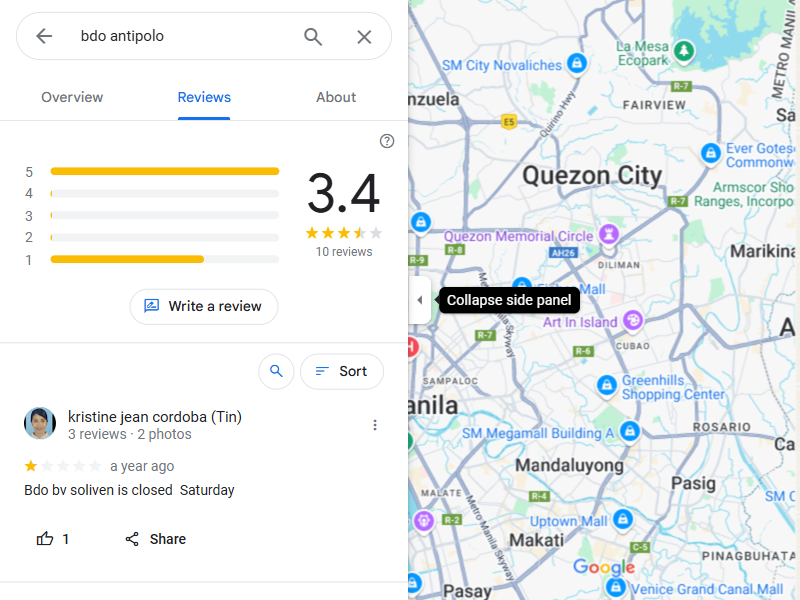 bdo antipolo
Overview
Reviews
About
5
4
3
2
1
3.4
10 reviews
Write a review
Sort
kristine jean cordoba (Tin)
3 reviews · 2 photos
a year ago
Bdo bv soliven is closed  Saturday
1
Share
Collapse side panel
La Mesa
Ecopark
METRO MANIL
SM City Novaliches
R-7
nzuela
FAIRVIEW
Quirino Hwy
E5
Sa
Ever Gotes
Commonw
Quezon City
Armscor Sho
Ranges, Incorpo
R-7
Quezon Memorial Circle
R-8
AH26
R-9
Marikina
DILIMAN
Mall
Art In Island
R-7
Skyway
A
R-6
CUBAO
SAMPALOC
Greenhills
Shopping Center
anila
SM Megamall Building A
ROSARIO
Ca
Mandaluyong
Pasig
MALATE
R-4
SM C
R-2
Metro Manila Skyway
Uptown Mall
Makati
C-5
PINAGBUHATA
Google
Pasay
Venice Grand Canal Mall